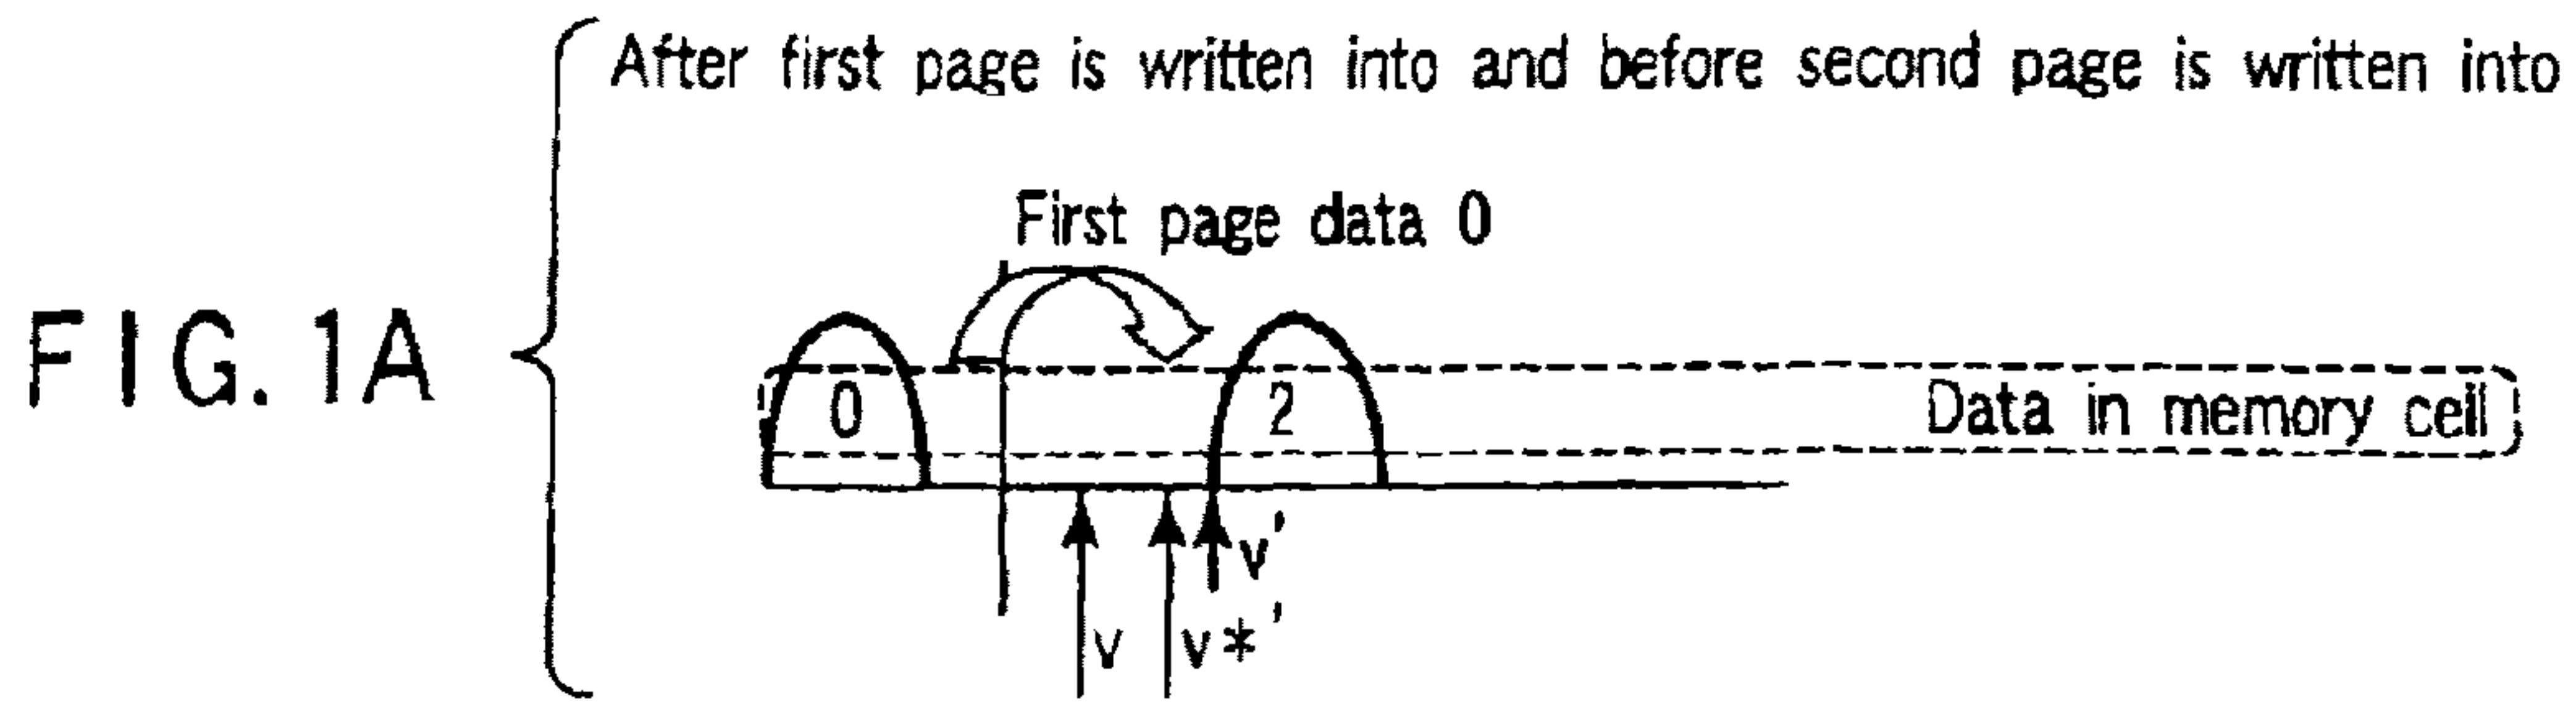 After first page is written into and before second page is written into
First page data 0
FIG. 1A
0
2
Data in memory cell
v'
v
v*'